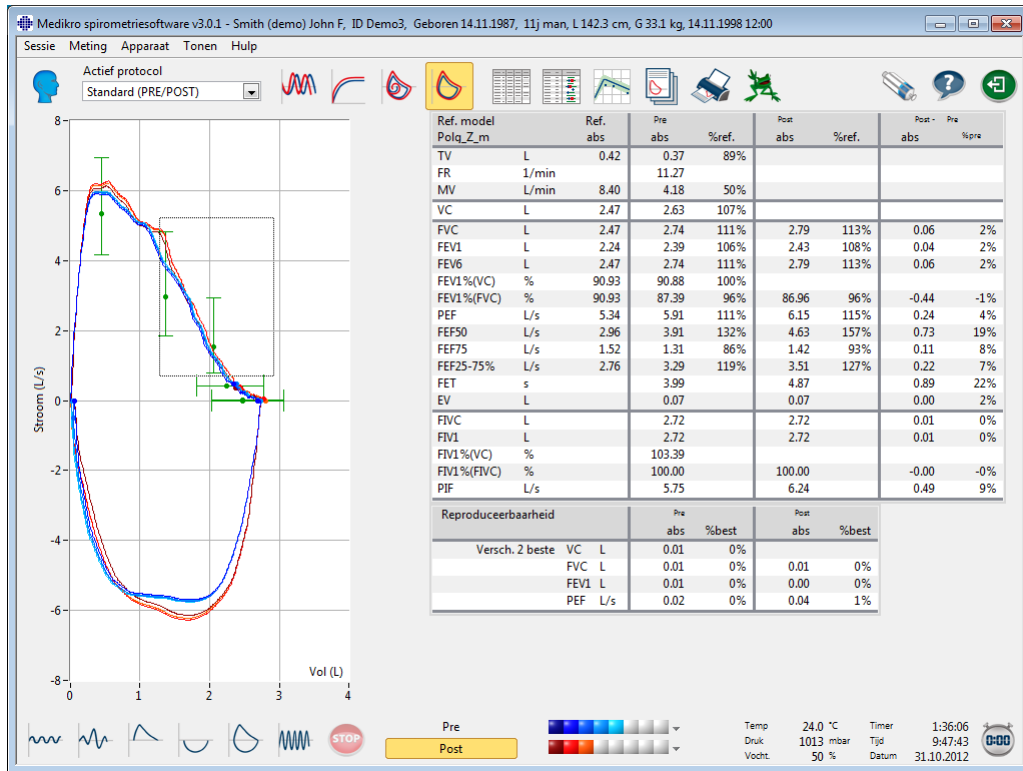 Medikro spirometriesoftware v3.0.1 - Smith (demo) John F, ID Demo3, Geboren 14.11.1987, 11j man, L 142.3 cm, G 33.1 kg, 14.11.1998 12:00
Sessie Meting Apparaat Tonen Hulp
Actief protocol
Standard (PRE/POST)
Ref. model Ref. Pre Post Post - Pre
Polg_Z_m abs abs %ref. abs %ref. abs %pre
TV L 0.42 0.37 89%
FR 1/min 11.27
MV L/min 8.40 4.18 50%
VC L 2.47 2.63 107%
FVC L 2.47 2.74 111% 2.79 113% 0.06 2%
FEV1 L 2.24 2.39 106% 2.43 108% 0.04 2%
FEV6 L 2.47 2.74 111% 2.79 113% 0.06 2%
FEV1%(VC) % 90.93 90.88 100%
FEV1%(FVC) % 90.93 87.39 96% 86.96 96% -0.44 -1%
PEF L/s 5.34 5.91 111% 6.15 115% 0.24 4%
FEF50 L/s 2.96 3.91 132% 4.63 157% 0.73 19%
FEF75 L/s 1.52 1.31 86% 1.42 93% 0.11 8%
FEF25-75% L/s 2.76 3.29 119% 3.51 127% 0.22 7%
FET s 3.99 4.87 0.89 22%
EV L 0.07 0.07 0.00 2%
FIVC L 2.72 2.72 0.01 0%
FIV1 L 2.72 2.72 0.01 0%
FIV1%(VC) % 103.39
FIV1%(FIVC) % 100.00 100.00 -0.00 -0%
PIF L/s 5.75 6.24 0.49 9%
Reproduceerbaarheid Pre Post
abs %best abs %best
Versch. 2 beste VC L 0.01 0%
FVC L 0.01 0% 0.01 0%
FEV1 L 0.01 0% 0.00 0%
PEF L/s 0.02 0% 0.04 1%
Stroom (L/s)
8
6
4
2
0
-2
-4
-6
-8
Vol (L)
0 1 2 3 4
STOP
Pre
Post
Temp 24.0 °C Timer 1:36:06
Druk 1013 mbar Tijd 9:47:43
Vocht. 50 % Datum 31.10.2012
0:00